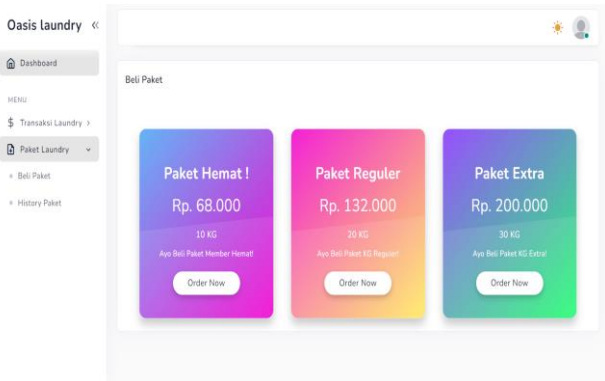 Oasis laundry «
Dashboard
MENU
$ Transaksi Laundry >
Paket Laundry
Beli Paket
History Paket
Beli Paket
Paket Hemat !
Rp. 68.000
10 KG
Ayo Beli Paket Member Hemat!
Order Now
Paket Reguler
Rp. 132.000
20 KG
Ayo Beli Paket KG Reguler!
Order Now
Paket Extra
Rp. 200.000
30 KG
Ayo Beli Paket KG Extra!
Order Now